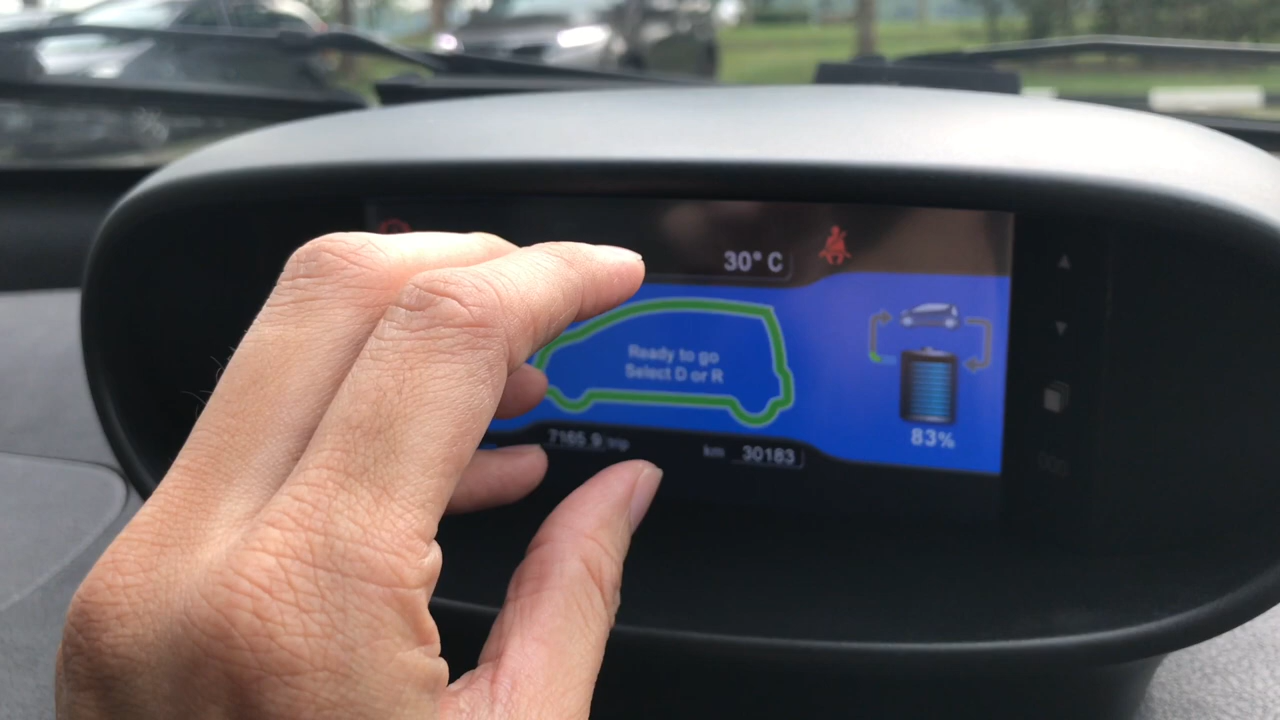 30° C
Ready to go
Select D or R
7165.9 trip
km 30183
83%